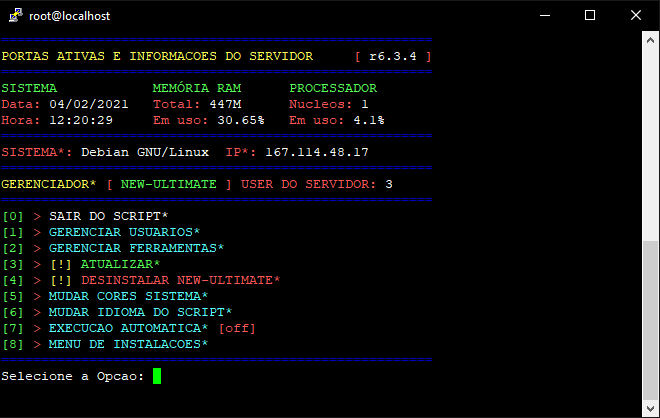 root@localhost
PORTAS ATIVAS E INFORMACOES DO SERVIDOR [ r6.3.4 ]
SISTEMA MEMÓRIA RAM PROCESSADOR
Data: 04/02/2021 Total: 447M Nucleos: 1
Hora: 12:20:29 Em uso: 30.65% Em uso: 4.1%
SISTEMA*: Debian GNU/Linux IP*: 167.114.48.17
GERENCIADOR* [ NEW-ULTIMATE ] USER DO SERVIDOR: 3
[0] > SAIR DO SCRIPT*
[1] > GERENCIAR USUARIOS*
[2] > GERENCIAR FERRAMENTAS*
[3] > [!] ATUALIZAR*
[4] > [!] DESINSTALAR NEW-ULTIMATE*
[5] > MUDAR CORES SISTEMA*
[6] > MUDAR IDIOMA DO SCRIPT*
[7] > EXECUCAO AUTOMATICA* [off]
[8] > MENU DE INSTALACOES*
Selecione a Opcao: